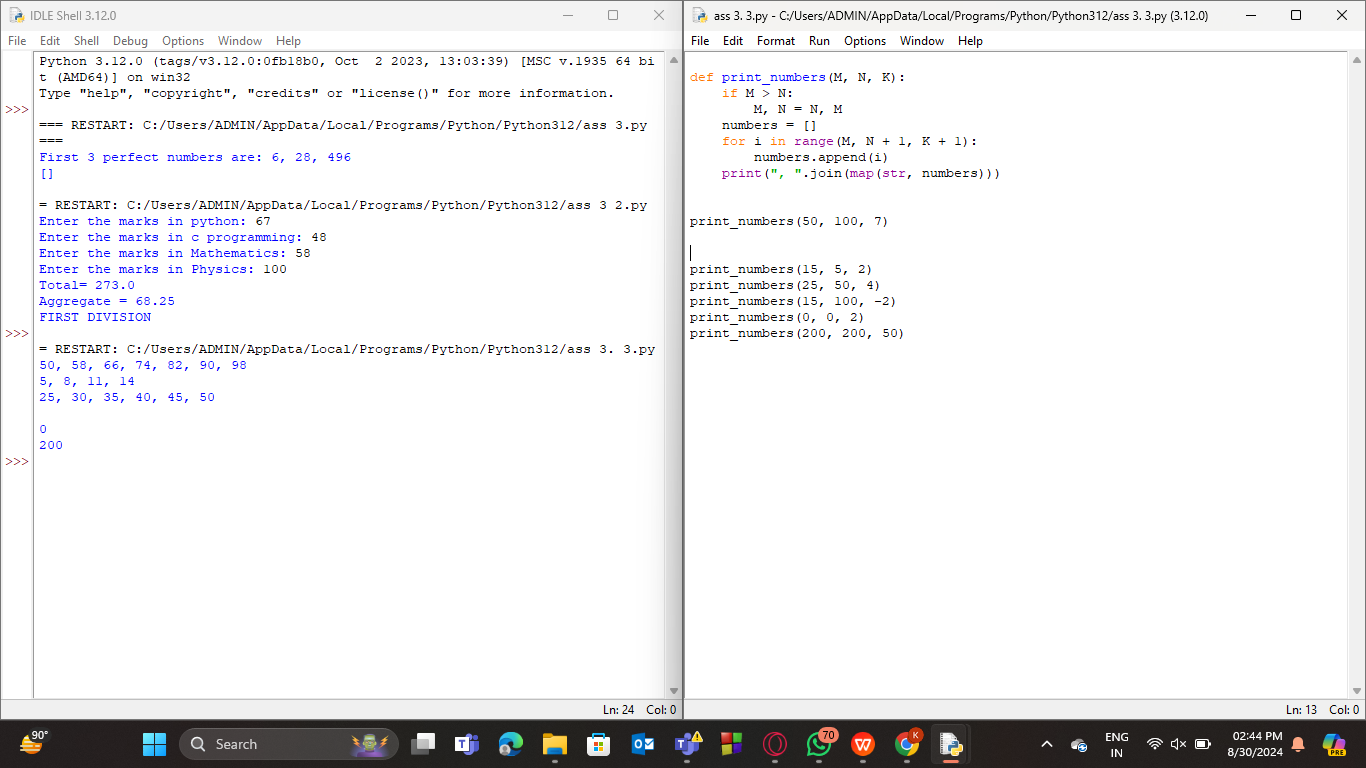 IDLE Shell 3.12.0
File Edit Shell Debug Options Window Help
Python 3.12.0 (tags/v3.12.0:0fb18b0, Oct  2 2023, 13:03:39) [MSC v.1935 64 bi
t (AMD64)] on win32
Type "help", "copyright", "credits" or "license()" for more information.
>>>
=== RESTART: C:/Users/ADMIN/AppData/Local/Programs/Python/Python312/ass 3.py
===
First 3 perfect numbers are: 6, 28, 496
[]
= RESTART: C:/Users/ADMIN/AppData/Local/Programs/Python/Python312/ass 3 2.py
Enter the marks in python: 67
Enter the marks in c programming: 48
Enter the marks in Mathematics: 58
Enter the marks in Physics: 100
Total= 273.0
Aggregate = 68.25
FIRST DIVISION
>>>
= RESTART: C:/Users/ADMIN/AppData/Local/Programs/Python/Python312/ass 3. 3.py
50, 58, 66, 74, 82, 90, 98
5, 8, 11, 14
25, 30, 35, 40, 45, 50
0
200
>>>
Ln: 24 Col: 0
ass 3. 3.py - C:/Users/ADMIN/AppData/Local/Programs/Python/Python312/ass 3. 3.py (3.12.0)
File Edit Format Run Options Window Help
def print_numbers(M, N, K):
    if M > N:
        M, N = N, M
    numbers = []
    for i in range(M, N + 1, K + 1):
        numbers.append(i)
    print(", ".join(map(str, numbers)))
print_numbers(50, 100, 7)
print_numbers(15, 5, 2)
print_numbers(25, 50, 4)
print_numbers(15, 100, -2)
print_numbers(0, 0, 2)
print_numbers(200, 200, 50)
Ln: 13 Col: 0
90°
Search
70
K
ENG
IN
02:44 PM
8/30/2024
PRE